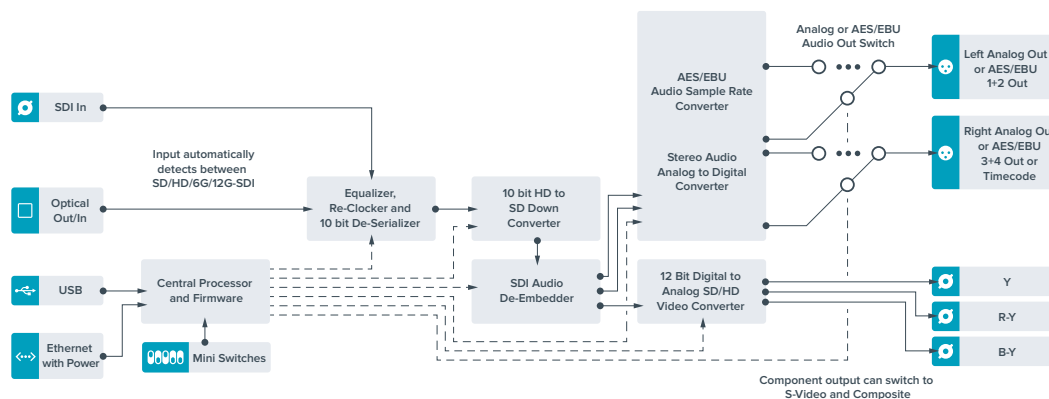 Analog or AES/EBU
Audio Out Switch
Left Analog Out
or AES/EBU
1+2 Out
AES/EBU
Audio Sample Rate
Converter
SDI In
Right Analog Out
or AES/EBU
3+4 Out or
Timecode
Input automatically
detects between
SD/HD/6G/12G-SDI
Stereo Audio
Analog to Digital
Converter
Optical
Out/In
Equalizer,
Re-Clocker and
10 bit De-Serializer
10 bit HD to
SD Down
Converter
USB
Central Processor
and Firmware
SDI Audio
De-Embedder
12 Bit Digital to
Analog SD/HD
Video Converter
Y
R-Y
Ethernet
with Power
Mini Switches
B-Y
Component output can switch to
S-Video and Composite